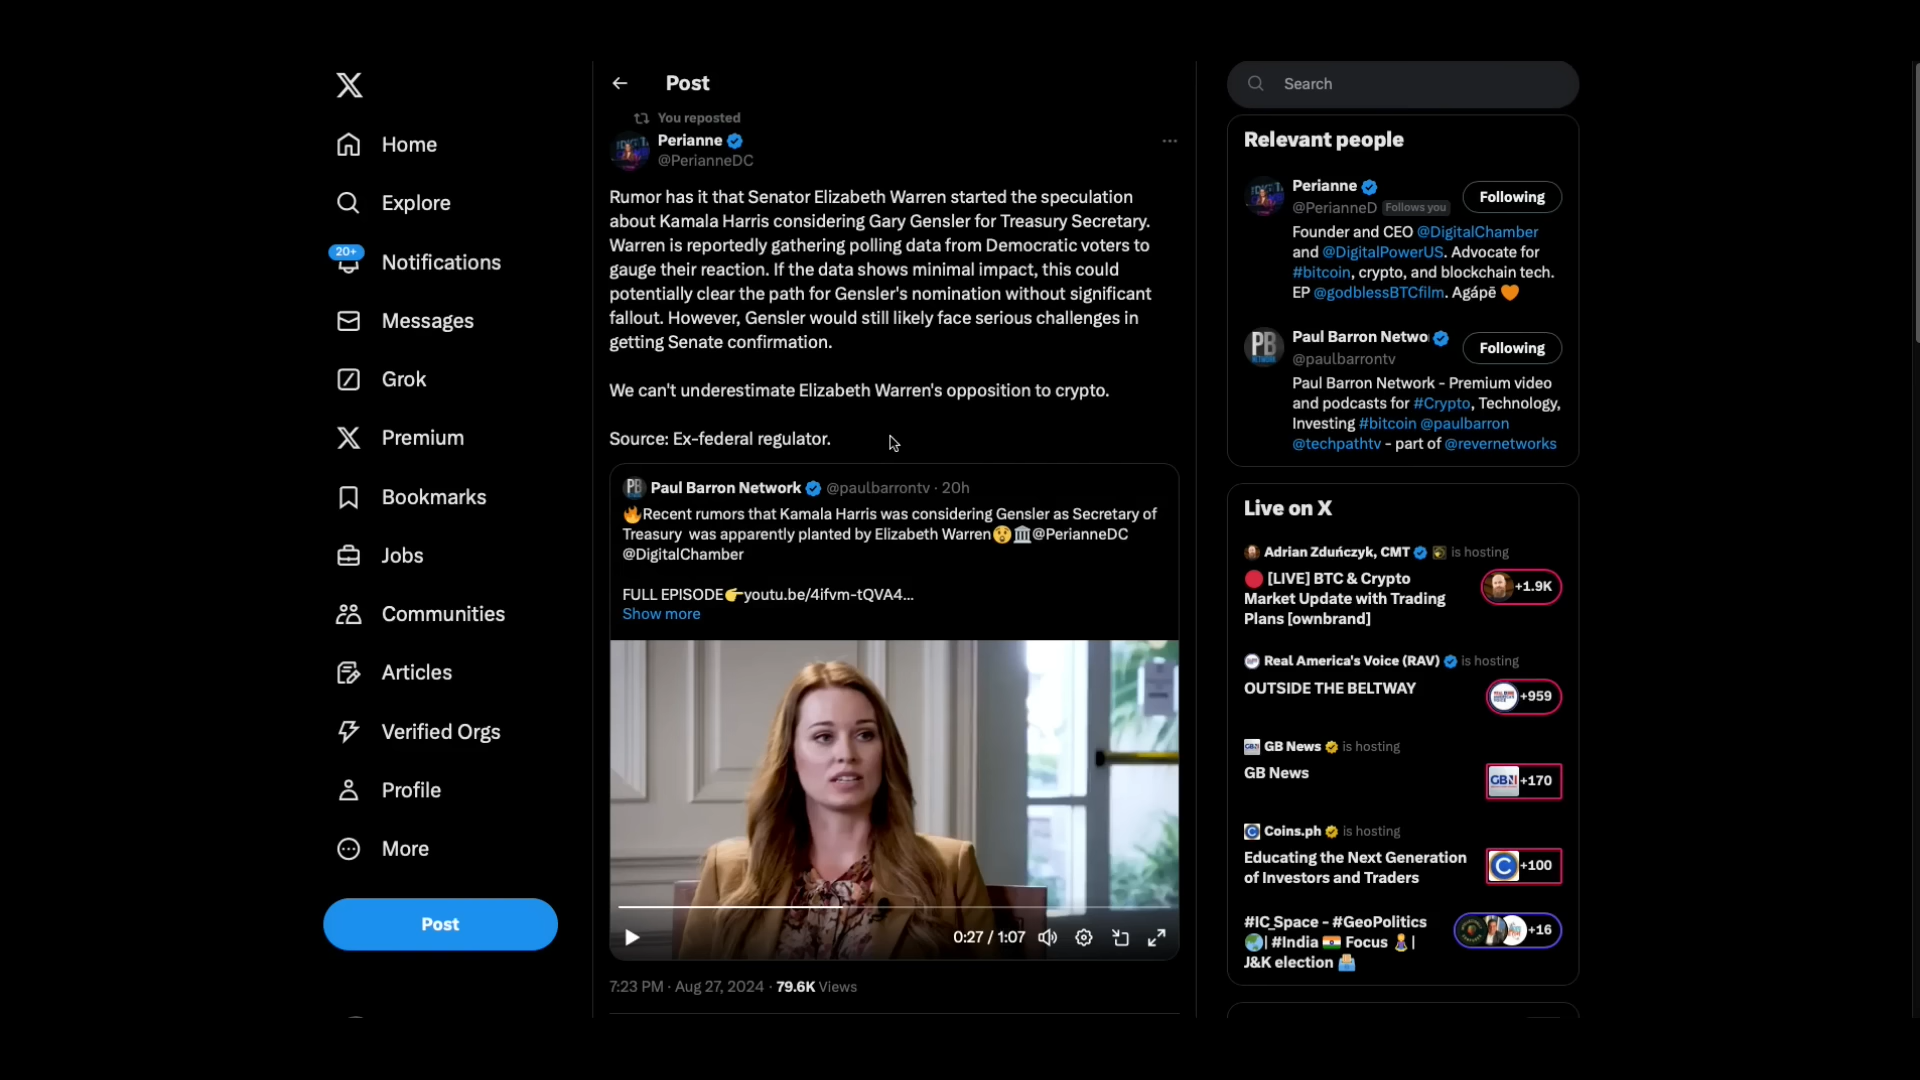 Home
Explore
20+
Notifications
Messages
Grok
Premium
Bookmarks
Jobs
Communities
Articles
Verified Orgs
Profile
More
Post
Post
You reposted
Perianne
@PerianneDC
Rumor has it that Senator Elizabeth Warren started the speculation
about Kamala Harris considering Gary Gensler for Treasury Secretary.
Warren is reportedly gathering polling data from Democratic voters to
gauge their reaction. If the data shows minimal impact, this could
potentially clear the path for Gensler's nomination without significant
fallout. However, Gensler would still likely face serious challenges in
getting Senate confirmation.
We can't underestimate Elizabeth Warren's opposition to crypto.
Source: Ex-federal regulator.
PB Paul Barron Network @paulbarrontv · 20h
🔥Recent rumors that Kamala Harris was considering Gensler as Secretary of
Treasury was apparently planted by Elizabeth Warren😲🏛️@PerianneDC
@DigitalChamber
FULL EPISODE👉youtu.be/4ifvm-tQVA4...
Show more
0:27 / 1:07
7:23 PM · Aug 27, 2024 · 79.6K Views
Search
Relevant people
Perianne
Following
@PerianneD Follows you
Founder and CEO @DigitalChamber
and @DigitalPowerUS. Advocate for
#bitcoin, crypto, and blockchain tech.
EP @godblessBTCfilm. Agápē 🧡
PB
NETWORK
Paul Barron Netwo
Following
@paulbarrontv
Paul Barron Network - Premium video
and podcasts for #Crypto, Technology,
Investing #bitcoin @paulbarron
@techpathtv - part of @revernetworks
Live on X
Adrian Zduńczyk, CMT is hosting
🔴 [LIVE] BTC & Crypto
Market Update with Trading
Plans [ownbrand]
+1.9K
Real America's Voice (RAV) is hosting
OUTSIDE THE BELTWAY
+959
GB News is hosting
GB News
GBN +170
Coins.ph is hosting
Educating the Next Generation
of Investors and Traders
+100
#IC_Space - #GeoPolitics
🌏| #India 🇮🇳 Focus |
J&K election 🗳️
+16